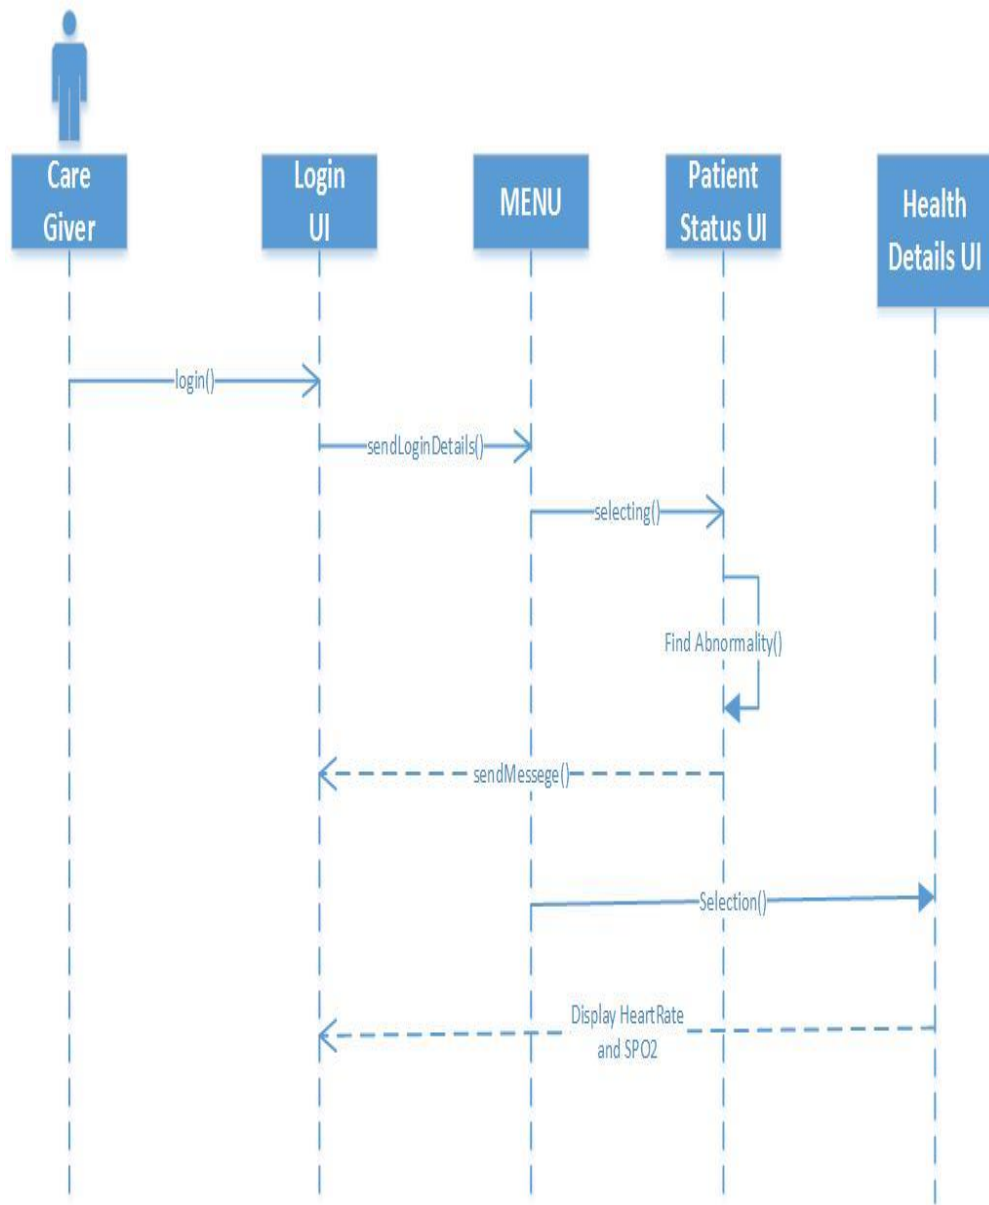 Care
Giver
Login
UI
MENU
Patient
Status UI
Health
Details UI
login()
sendLoginDetails()
selecting()
Find Abnormality()
sendMessege()
Selection()
Display HeartRate
and SPO2